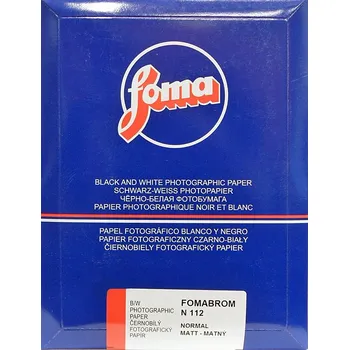 foma
BLACK AND WHITE PHOTOGRAPHIC PAPER
SCHWARZ-WEISS PHOTOPAPIER
ЧЁРНО-БЕЛАЯ ФОТОБУМАГА
PAPIER PHOTOGRAPHIQUE NOIR ET BLANC
PAPEL FOTOGRÁFICO BLANCO Y NEGRO
PAPIER FOTOGRAFICZNY CZARNO-BIAŁY
ČIERNOBIELY FOTOGRAFICKÝ PAPIER
B/W
PHOTOGRAPHIC
PAPER
ČERNOBÍLÝ
FOTOGRAFICKÝ
PAPÍR
FOMABROM
N 112
NORMAL
MATT - MATNÝ